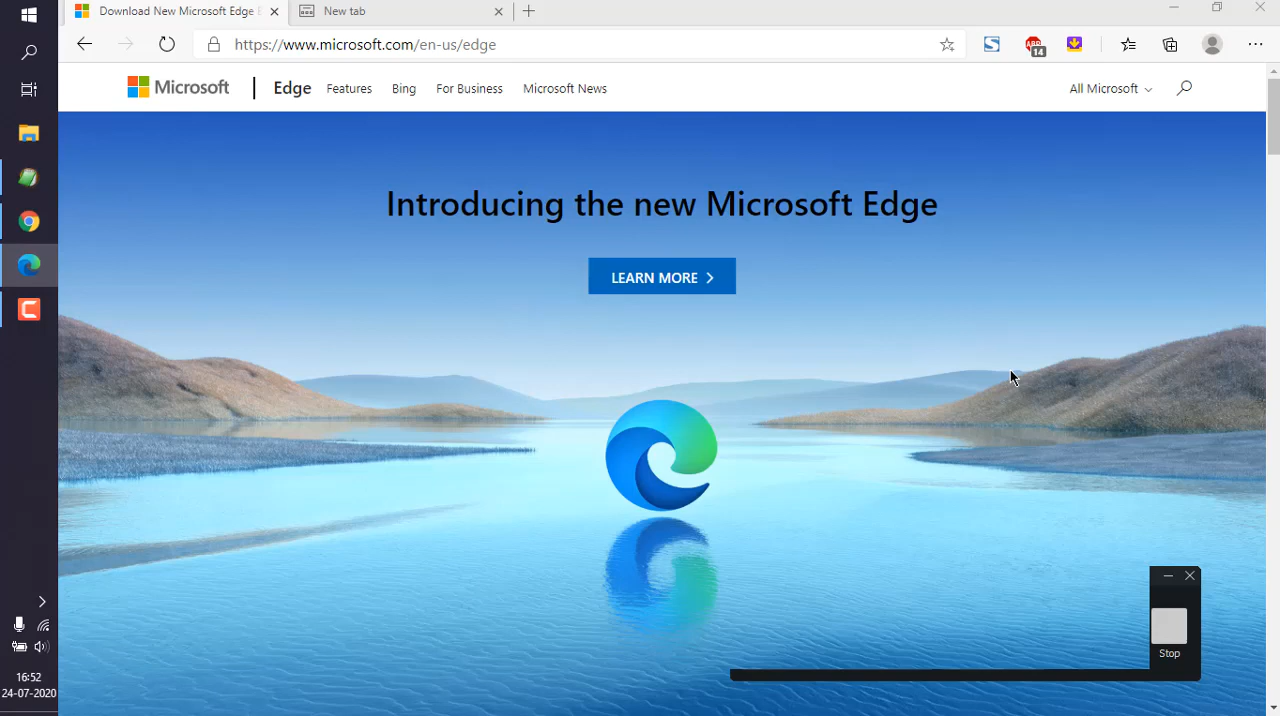 Download New Microsoft Edge
New tab
https://www.microsoft.com/en-us/edge
ABP
14
Microsoft
Edge
Features
Bing
For Business
Microsoft News
All Microsoft
Introducing the new Microsoft Edge
LEARN MORE
Stop
16:52
24-07-2020